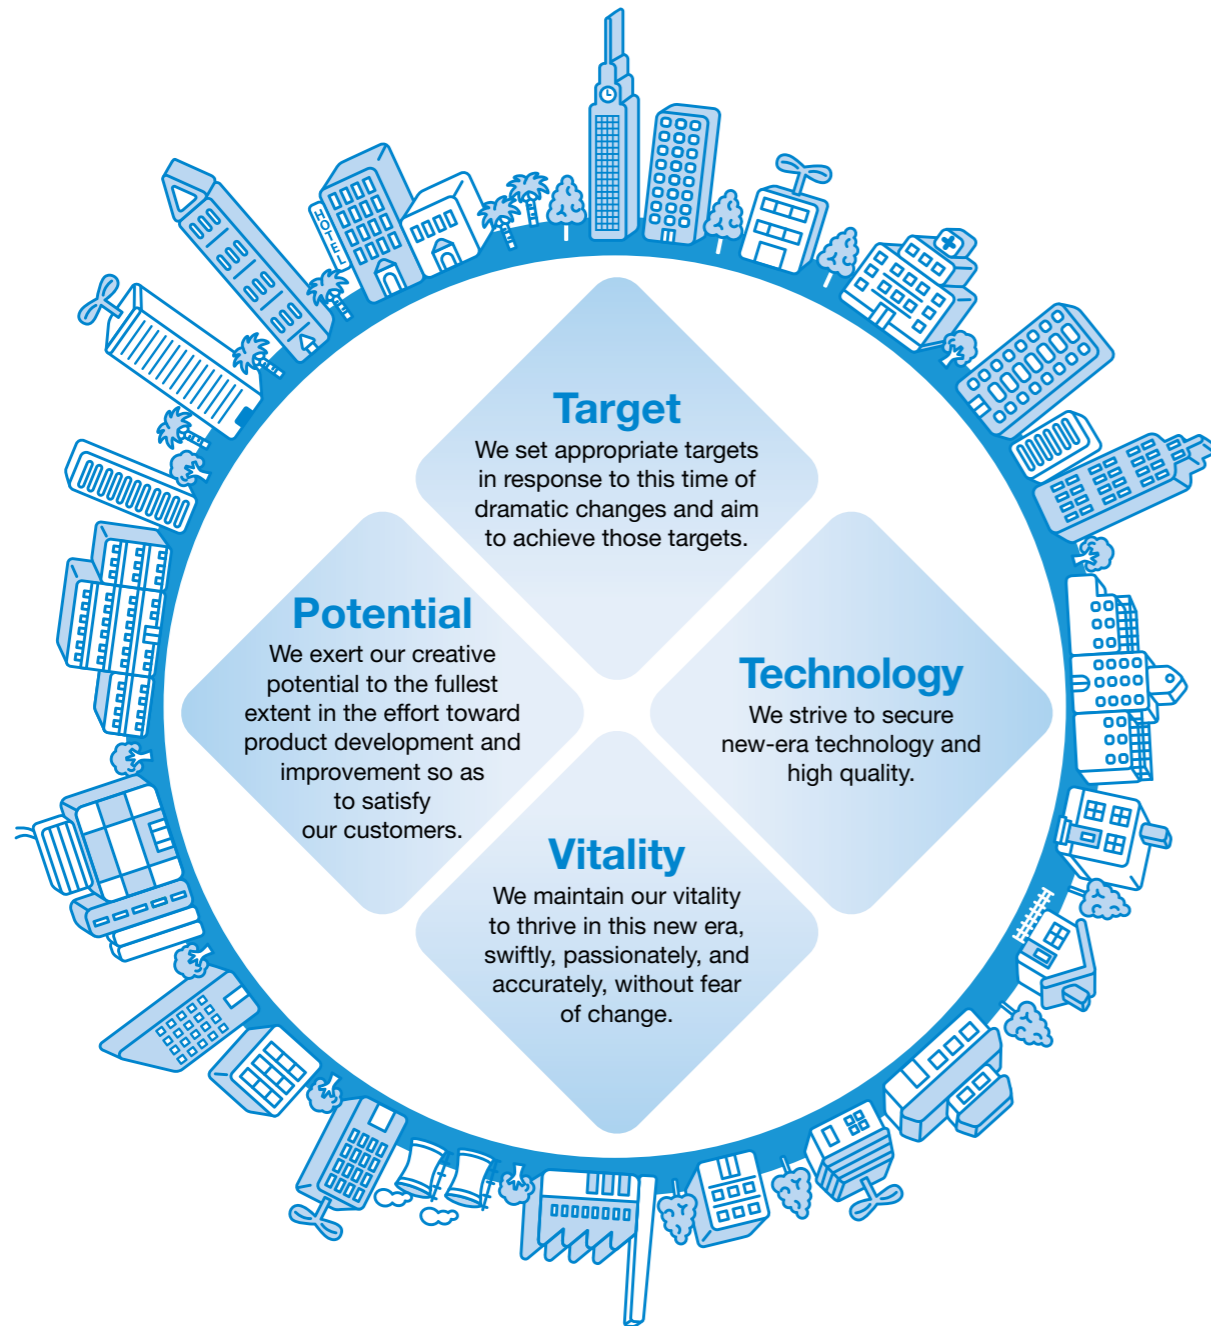 HOTEL
Target
We set appropriate targets
in response to this time of
dramatic changes and aim
to achieve those targets.
Potential
We exert our creative
potential to the fullest
extent in the effort toward
product development and
improvement so as
to satisfy
our customers.
Technology
We strive to secure
new-era technology and
high quality.
Vitality
We maintain our vitality
to thrive in this new era,
swiftly, passionately, and
accurately, without fear
of change.